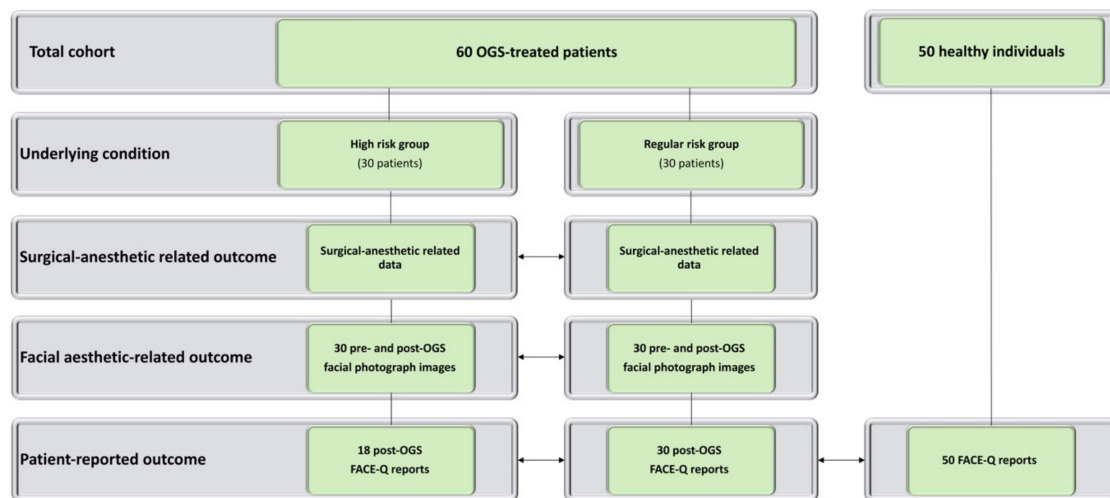 Total cohort
60 OGS-treated patients
50 healthy individuals
Underlying condition
High risk group
(30 patients)
Regular risk group
(30 patients)
Surgical-anesthetic related outcome
Surgical-anesthetic related
data
Surgical-anesthetic related
data
Facial aesthetic-related outcome
30 pre- and post-OGS
facial photograph images
30 pre- and post-OGS
facial photograph images
Patient-reported outcome
18 post-OGS
FACE-Q reports
30 post-OGS
FACE-Q reports
50 FACE-Q reports